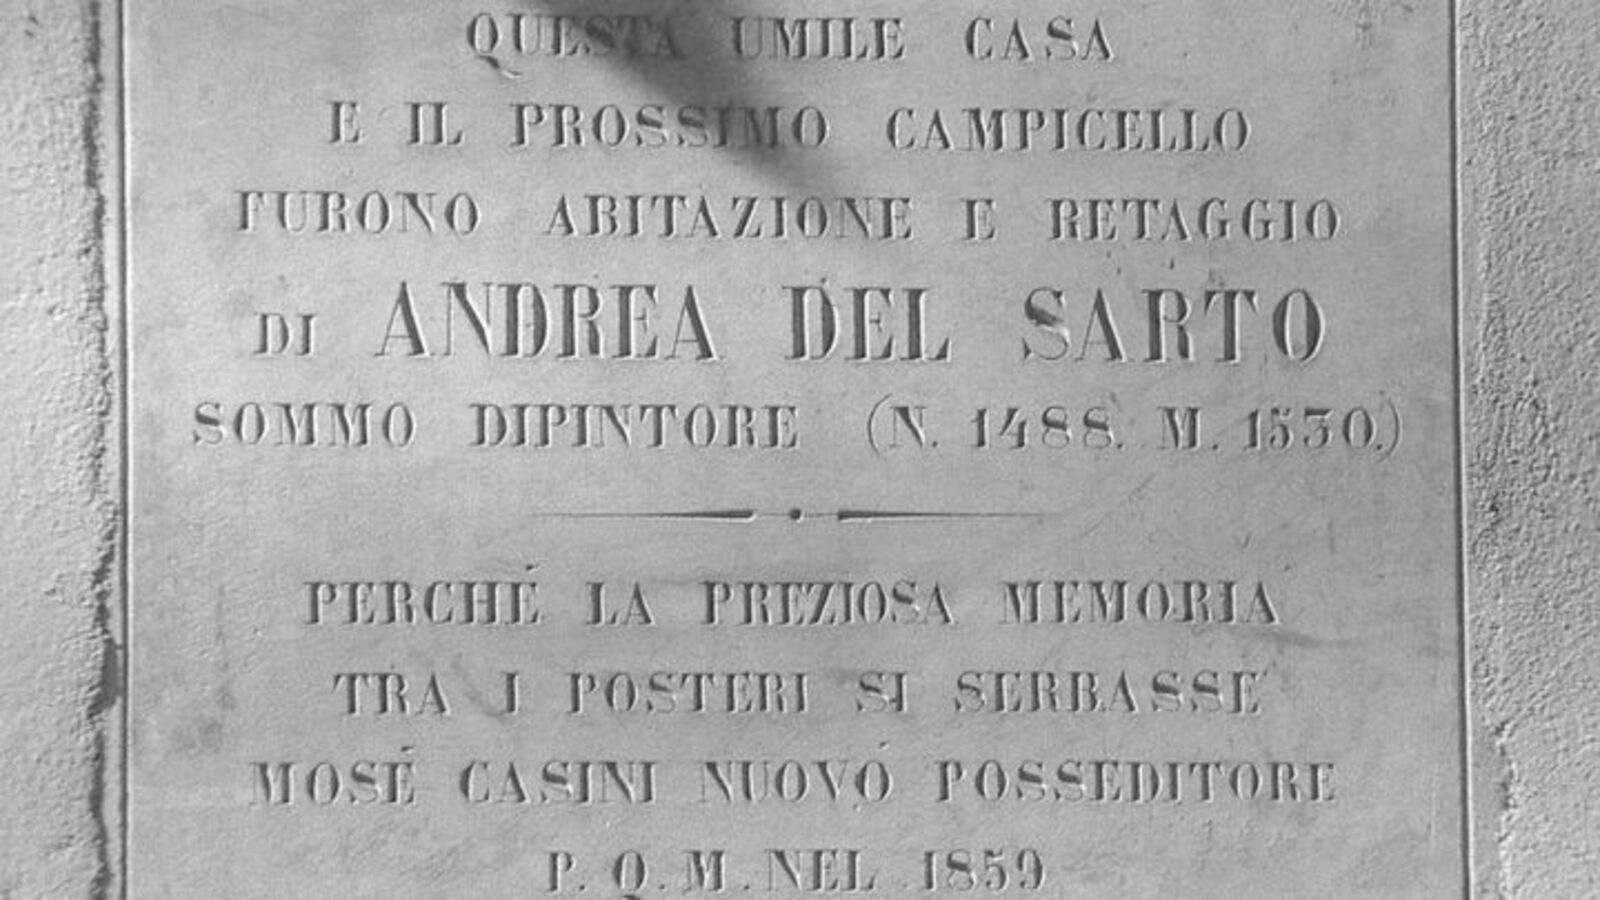 QUESTA UMILE CASA
E IL PROSSIMO CAMPICELLO
FURONO ABITAZIONE E RETAGGIO
DI ANDREA DEL SARTO
SOMMO DIPINTORE (N. 1488. M. 1530.)
PERCHÉ LA PREZIOSA MEMORIA
TRA I POSTERI SI SERBASSE
MOSÉ CASINI NUOVO POSSEDITORE
P. Q. M. NEL 1859